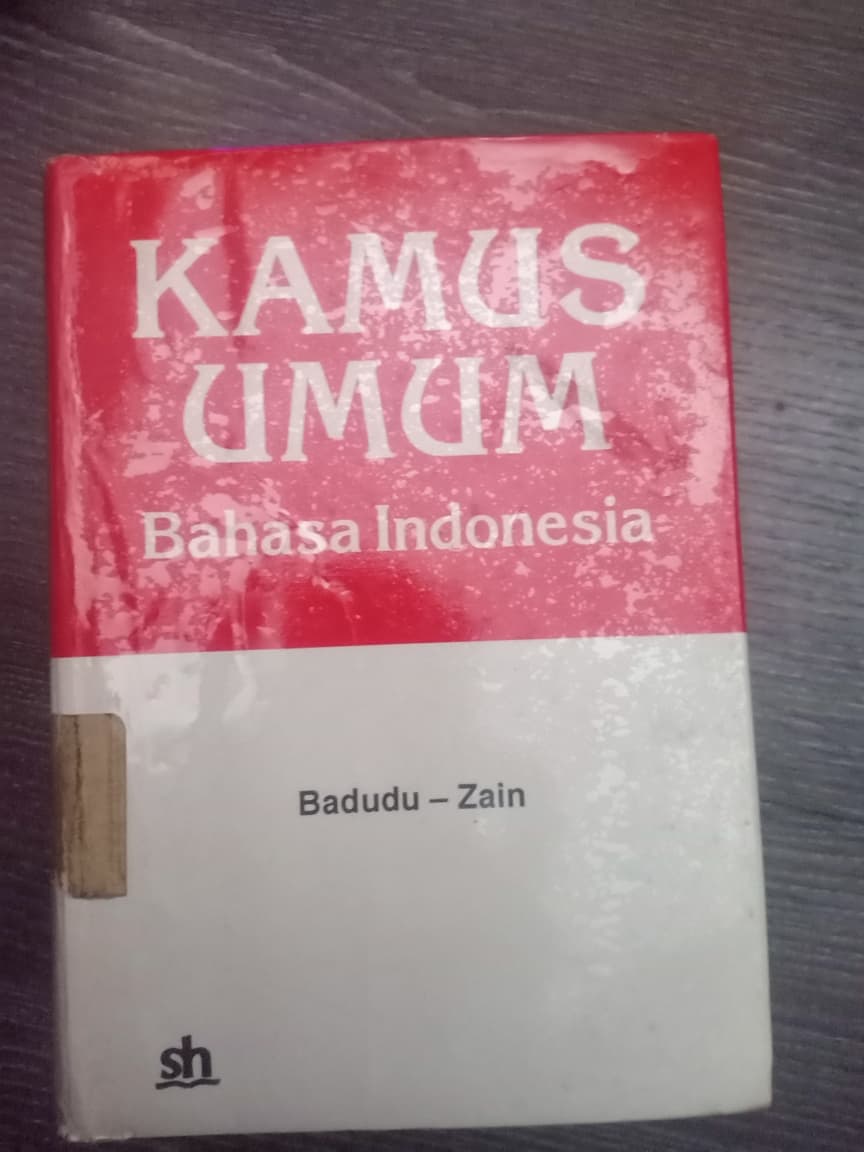 KAMUS
UMUM
Bahasa Indonesia
Badudu – Zain
sh